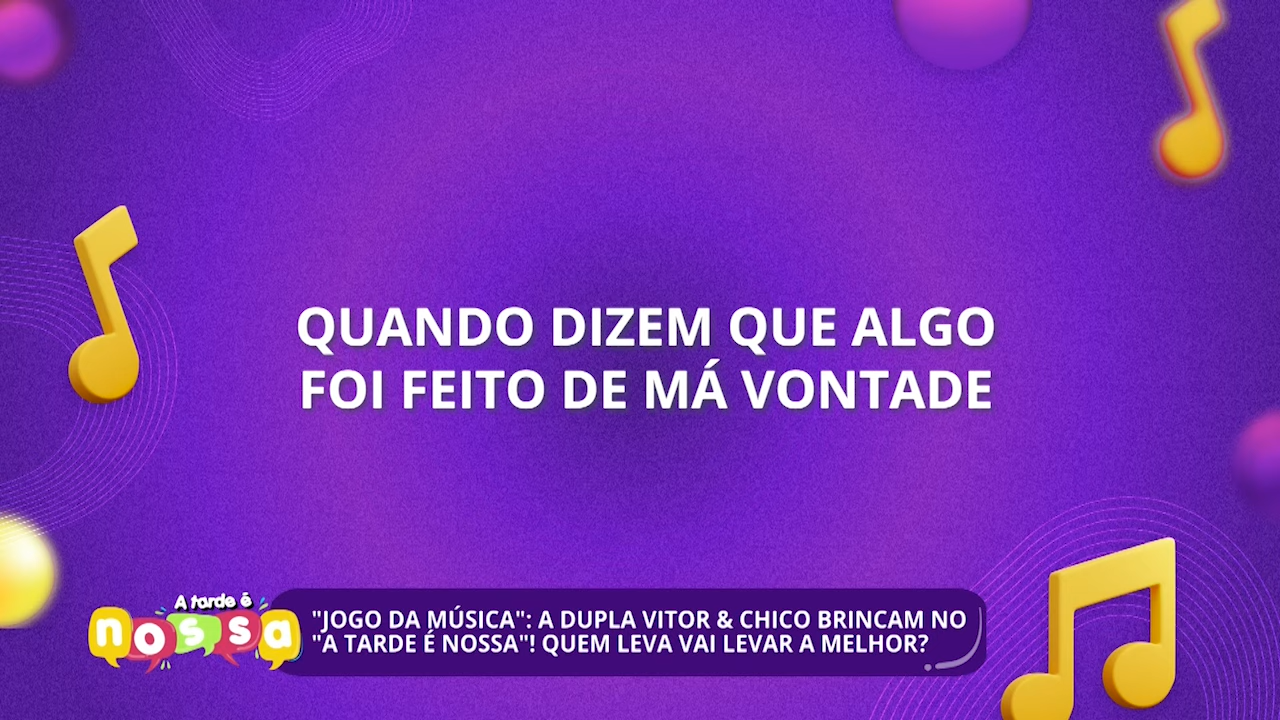 QUANDO DIZEM QUE ALGO
FOI FEITO DE MÁ VONTADE
A tarde é
nossa
"JOGO DA MÚSICA": A DUPLA VITOR & CHICO BRINCAM NO
"A TARDE É NOSSA"! QUEM LEVA VAI LEVAR A MELHOR?